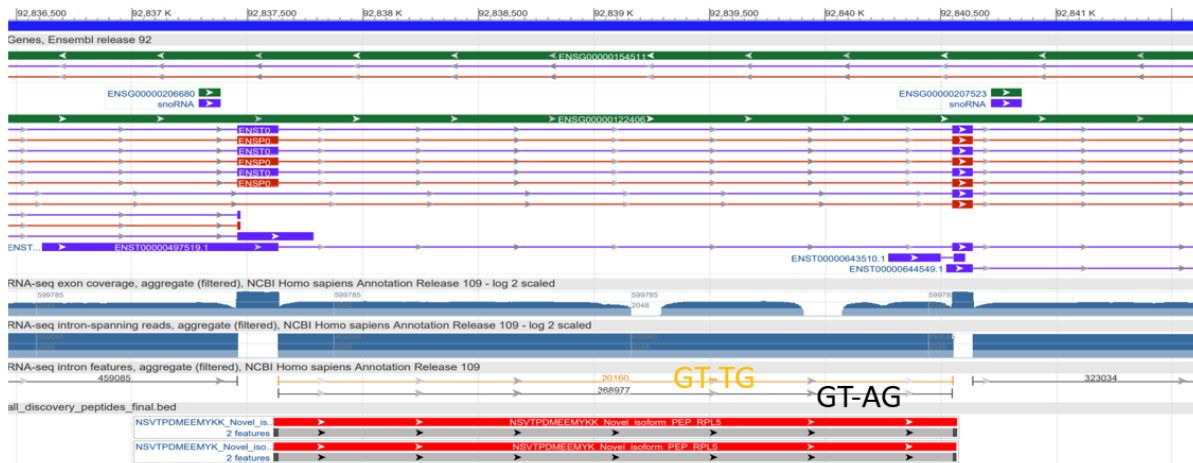 92,836,500 92,837 K 92,837,500 92,838 K 92,838,500 92,839 K 92,839,500 92,840 K 92,840,500 92,841 K
Genes, Ensembl release 92
ENSG00000154511
ENSG00000206680 ENSG00000207523
snoRNA snoRNA
ENSG00000122406
ENST0
ENSP0
ENST0
ENSP0
ENST0
ENSP0
ENST... ENST00000497519.1
ENST00000643510.1
ENST00000644549.1
RNA-seq exon coverage, aggregate (filtered), NCBI Homo sapiens Annotation Release 109 - log 2 scaled
599785 599785 599785 599785
2048
RNA-seq intron-spanning reads, aggregate (filtered), NCBI Homo sapiens Annotation Release 109 - log 2 scaled
RNA-seq intron features, aggregate (filtered), NCBI Homo sapiens Annotation Release 109
459085 20160 GT-TG 323034
368977 GT-AG
all_discovery_peptides_final.bed
NSVTPDMEEMYKK_Novel_is.. NSVTPDMEEMYKK_Novel_isoform_PEP_RPL5
2 features
NSVTPDMEEMYK_Novel_iso.. NSVTPDMEEMYK_Novel_isoform_PEP_RPL5
2 features